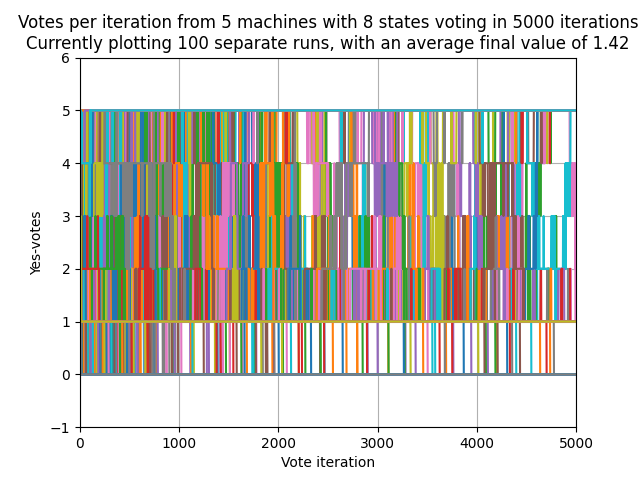 Votes per iteration from 5 machines with 8 states voting in 5000 iterations
Currently plotting 100 separate runs, with an average final value of 1.42
6
5
4
3
2
1
0
−1
Yes-votes
0 1000 2000 3000 4000 5000
Vote iteration